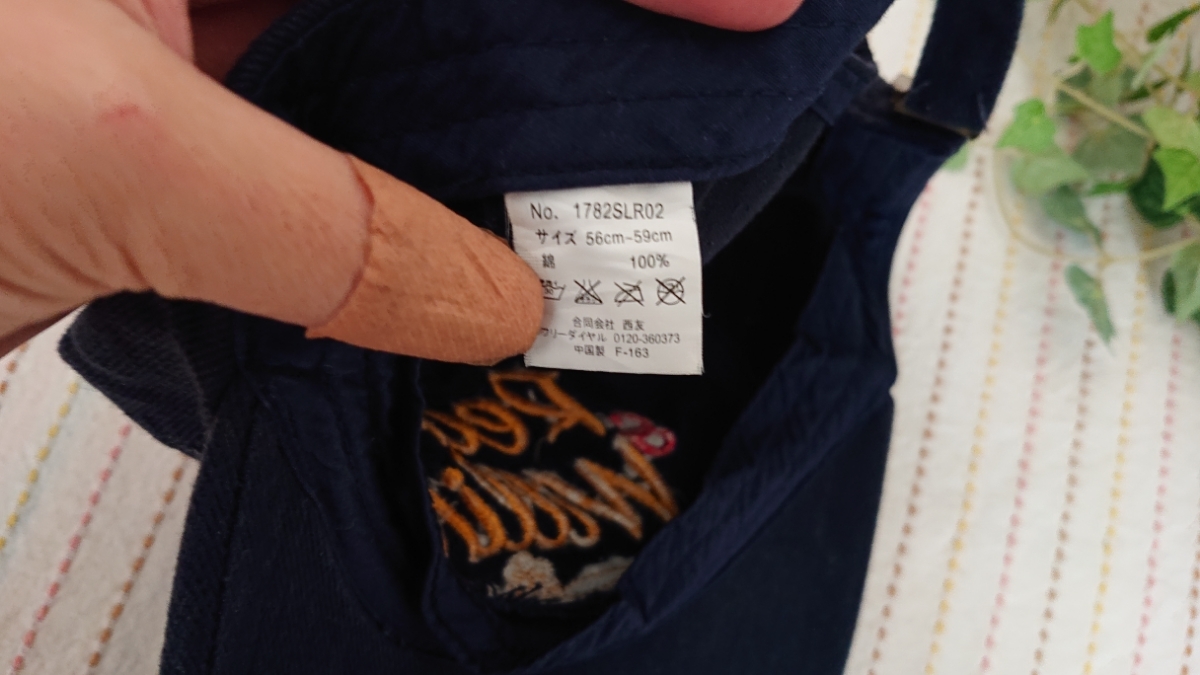 No. 1782SLR02
サイズ 56cm-59cm
綿 100%
合同会社 西友
フリーダイヤル 0120-360373
中国製 F-163